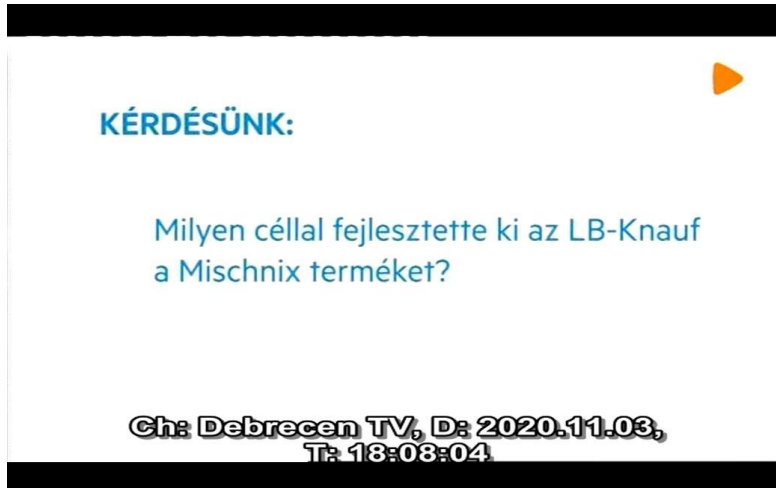 KÉRDÉSÜNK:
Milyen céllal fejlesztette ki az LB-Knauf
a Mischnix terméket?
Ch: Debrecen TV, D: 2020.11.03,
T: 18:08:04